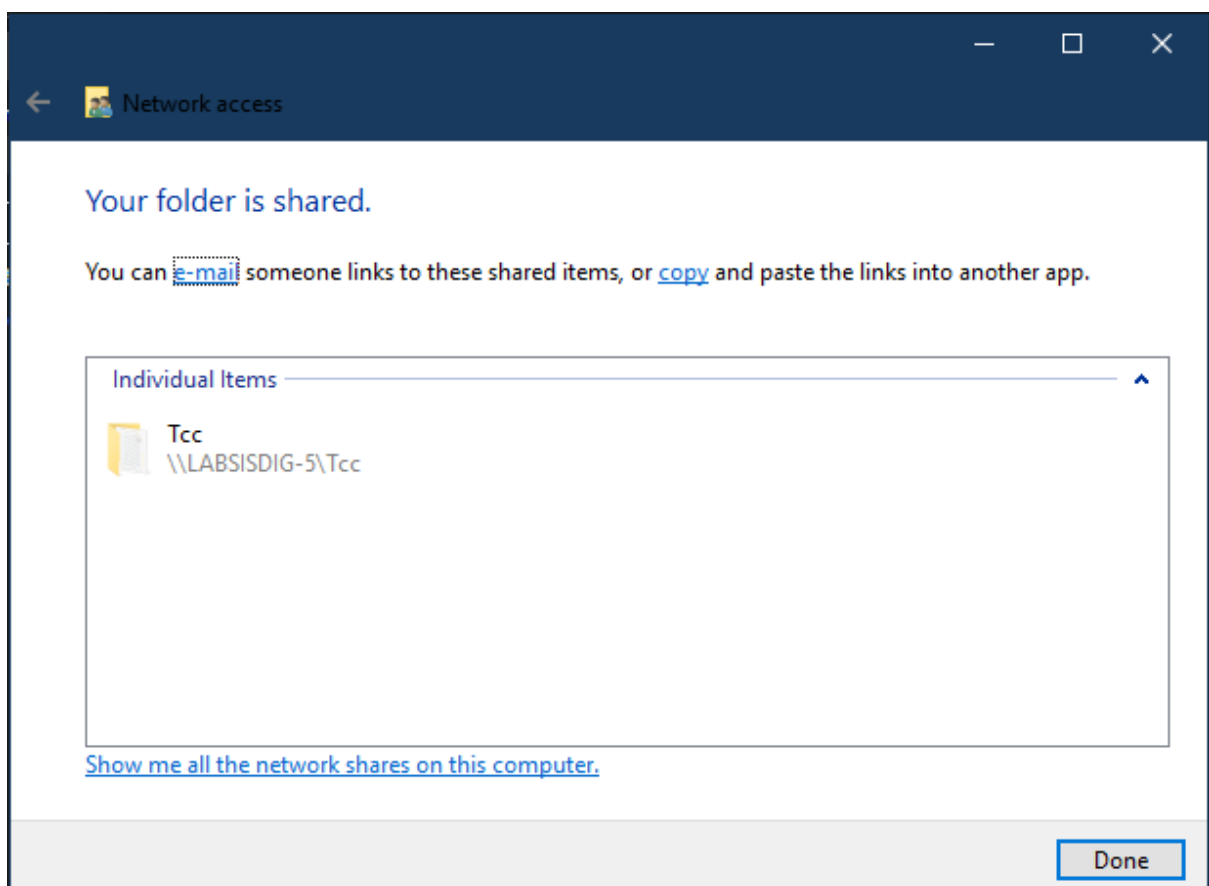 Network access
Your folder is shared.
You can e-mail someone links to these shared items, or copy and paste the links into another app.
Individual Items
Tcc
\\LABSISDIG-5\Tcc
Show me all the network shares on this computer.
Done